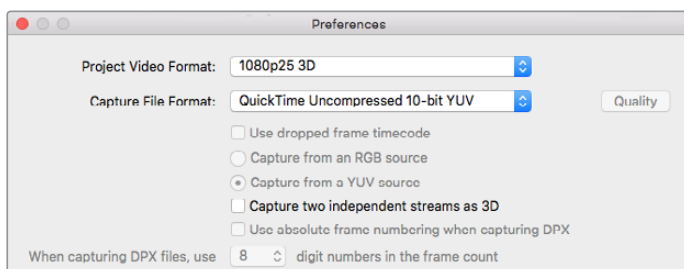 Preferences
Project Video Format: 1080p25 3D
Capture File Format: QuickTime Uncompressed 10-bit YUV Quality
Use dropped frame timecode
Capture from an RGB source
Capture from a YUV source
Capture two independent streams as 3D
Use absolute frame numbering when capturing DPX
When capturing DPX files, use 8 digit numbers in the frame count